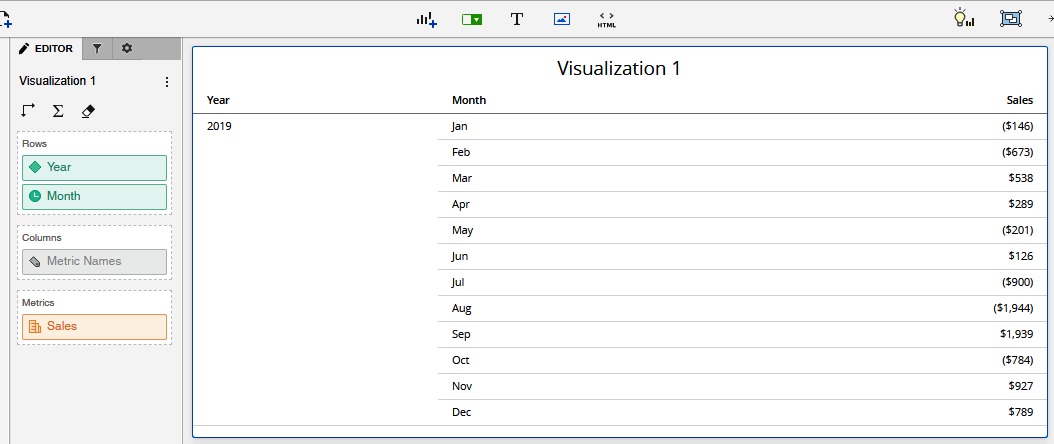 T
HTML
EDITOR
Visualization 1
Rows
Year
Month
Columns
Metric Names
Metrics
Sales
Visualization 1
Year Month Sales
2019 Jan ($146)
Feb ($673)
Mar $538
Apr $289
May ($201)
Jun $126
Jul ($900)
Aug ($1,944)
Sep $1,939
Oct ($784)
Nov $927
Dec $789